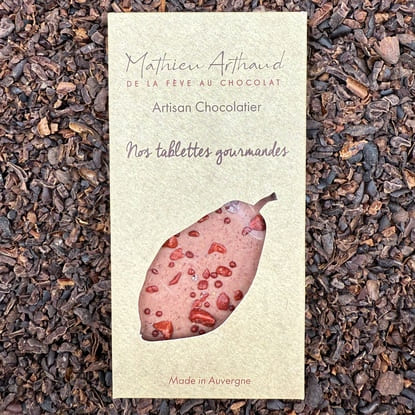 Mathieu Arthaud
DE LA FÈVE AU CHOCOLAT
Artisan Chocolatier
Nos tablettes gourmandes
Made in Auvergne